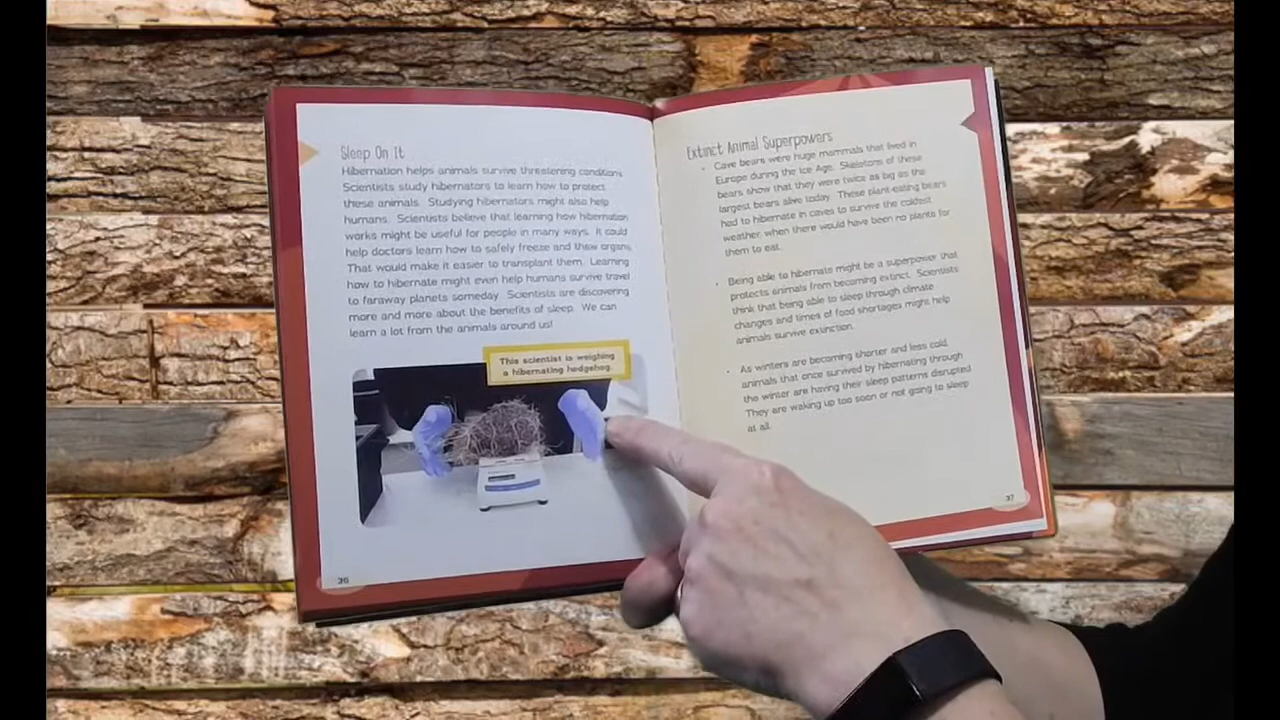 Sleep On It
Hibernation helps animals survive threatening conditions.
Scientists study hibernators to learn how to protect
these animals. Studying hibernators might also help
humans. Scientists believe that learning how hibernation
works might be useful for people in many ways. It could
help doctors learn how to safely freeze and thaw organs.
That would make it easier to transplant them. Learning
how to hibernate might even help humans survive travel
to faraway planets someday. Scientists are discovering
more and more about the benefits of sleep. We can
learn a lot from the animals around us!
This scientist is weighing
a hibernating hedgehog.
36
Extinct Animal Superpowers
• Cave bears were huge mammals that lived in
Europe during the Ice Age. Skeletons of these
bears show that they were twice as big as the
largest bears alive today. These plant-eating bears
had to hibernate in caves to survive the coldest
weather, when there would have been no plants for
them to eat.
• Being able to hibernate might be a superpower that
protects animals from becoming extinct. Scientists
think that being able to sleep through climate
changes and times of food shortages might help
animals survive extinction.
• As winters are becoming shorter and less cold,
animals that once survived by hibernating through
the winter are having their sleep patterns disrupted.
They are waking up too soon or not going to sleep
at all.
37